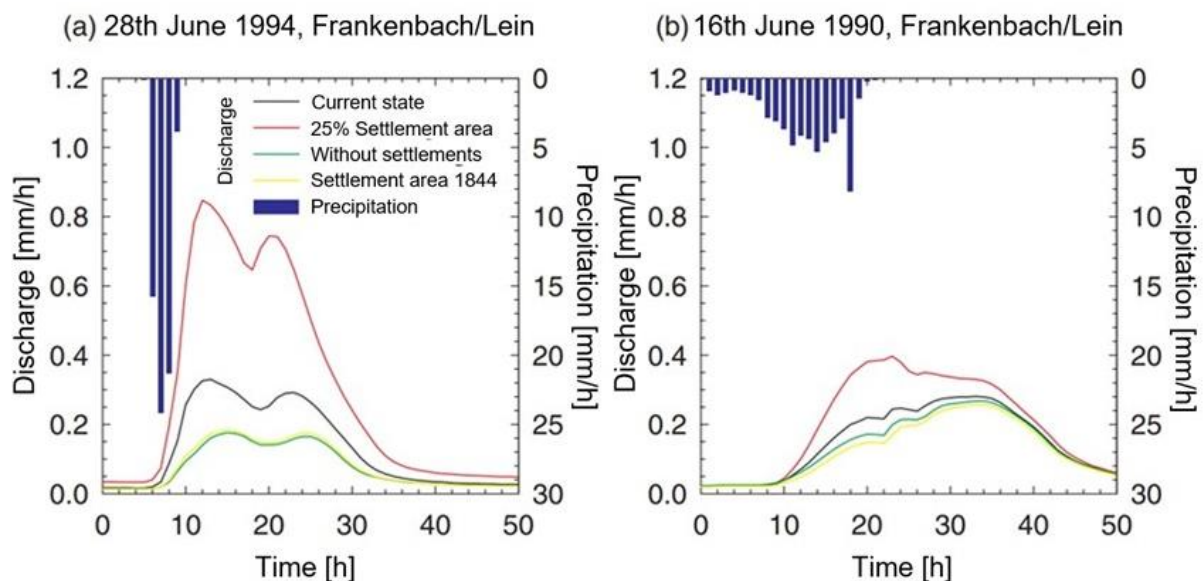 (a) 28th June 1994, Frankenbach/Lein
(b) 16th June 1990, Frankenbach/Lein
1.2
1.0
0.8
0.6
0.4
0.2
0.0
Discharge [mm/h]
Discharge
Current state
25% Settlement area
Without settlements
Settlement area 1844
Precipitation
0
5
10
15
20
25
30
Precipitation [mm/h]
0 10 20 30 40 50
Time [h]
1.2
1.0
0.8
0.6
0.4
0.2
0.0
Discharge [mm/h]
0
5
10
15
20
25
30
Precipitation [mm/h]
0 10 20 30 40 50
Time [h]